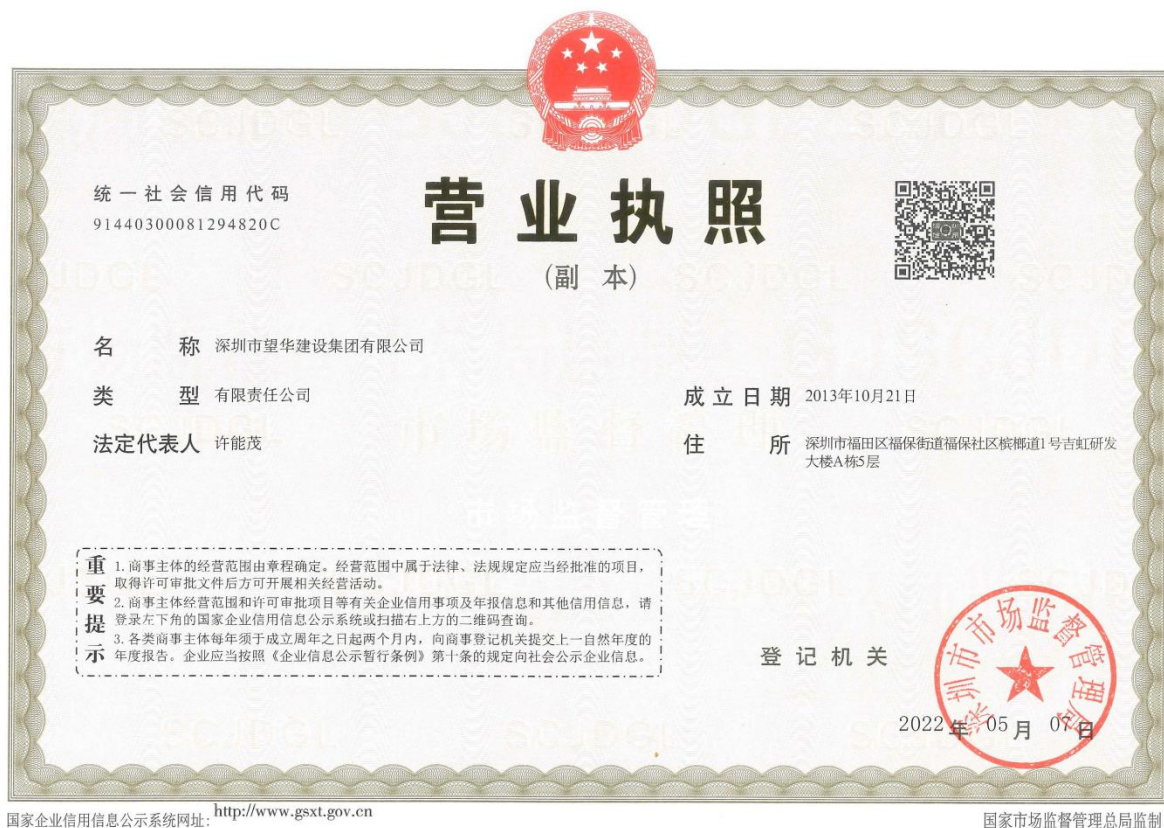 统一社会信用代码
91440300081294820C
营业执照
(副 本)
名 称 深圳市望华建设集团有限公司
类 型 有限责任公司
成立日期 2013年10月21日
法定代表人 许能茂
住 所 深圳市福田区福保街道福保社区槟榔道1号吉虹研发
大楼A栋5层
重要提示
1. 商事主体的经营范围由章程确定。经营范围中属于法律、法规规定应当经批准的项目，
取得许可审批文件后方可开展相关经营活动。
2. 商事主体经营范围和许可审批项目等有关企业信用事项及年报信息和其他信用信息，请
登录左下角的国家企业信用信息公示系统或扫描右上方的二维码查询。
3. 各类商事主体每年须于成立周年之日起两个月内，向商事登记机关提交上一自然年度的
年度报告。企业应当按照《企业信息公示暂行条例》第十条的规定向社会公示企业信息。
登记机关
深圳市市场监督管理局
2022年05月07日
国家企业信用信息公示系统网址: http://www.gsxt.gov.cn
国家市场监督管理总局监制